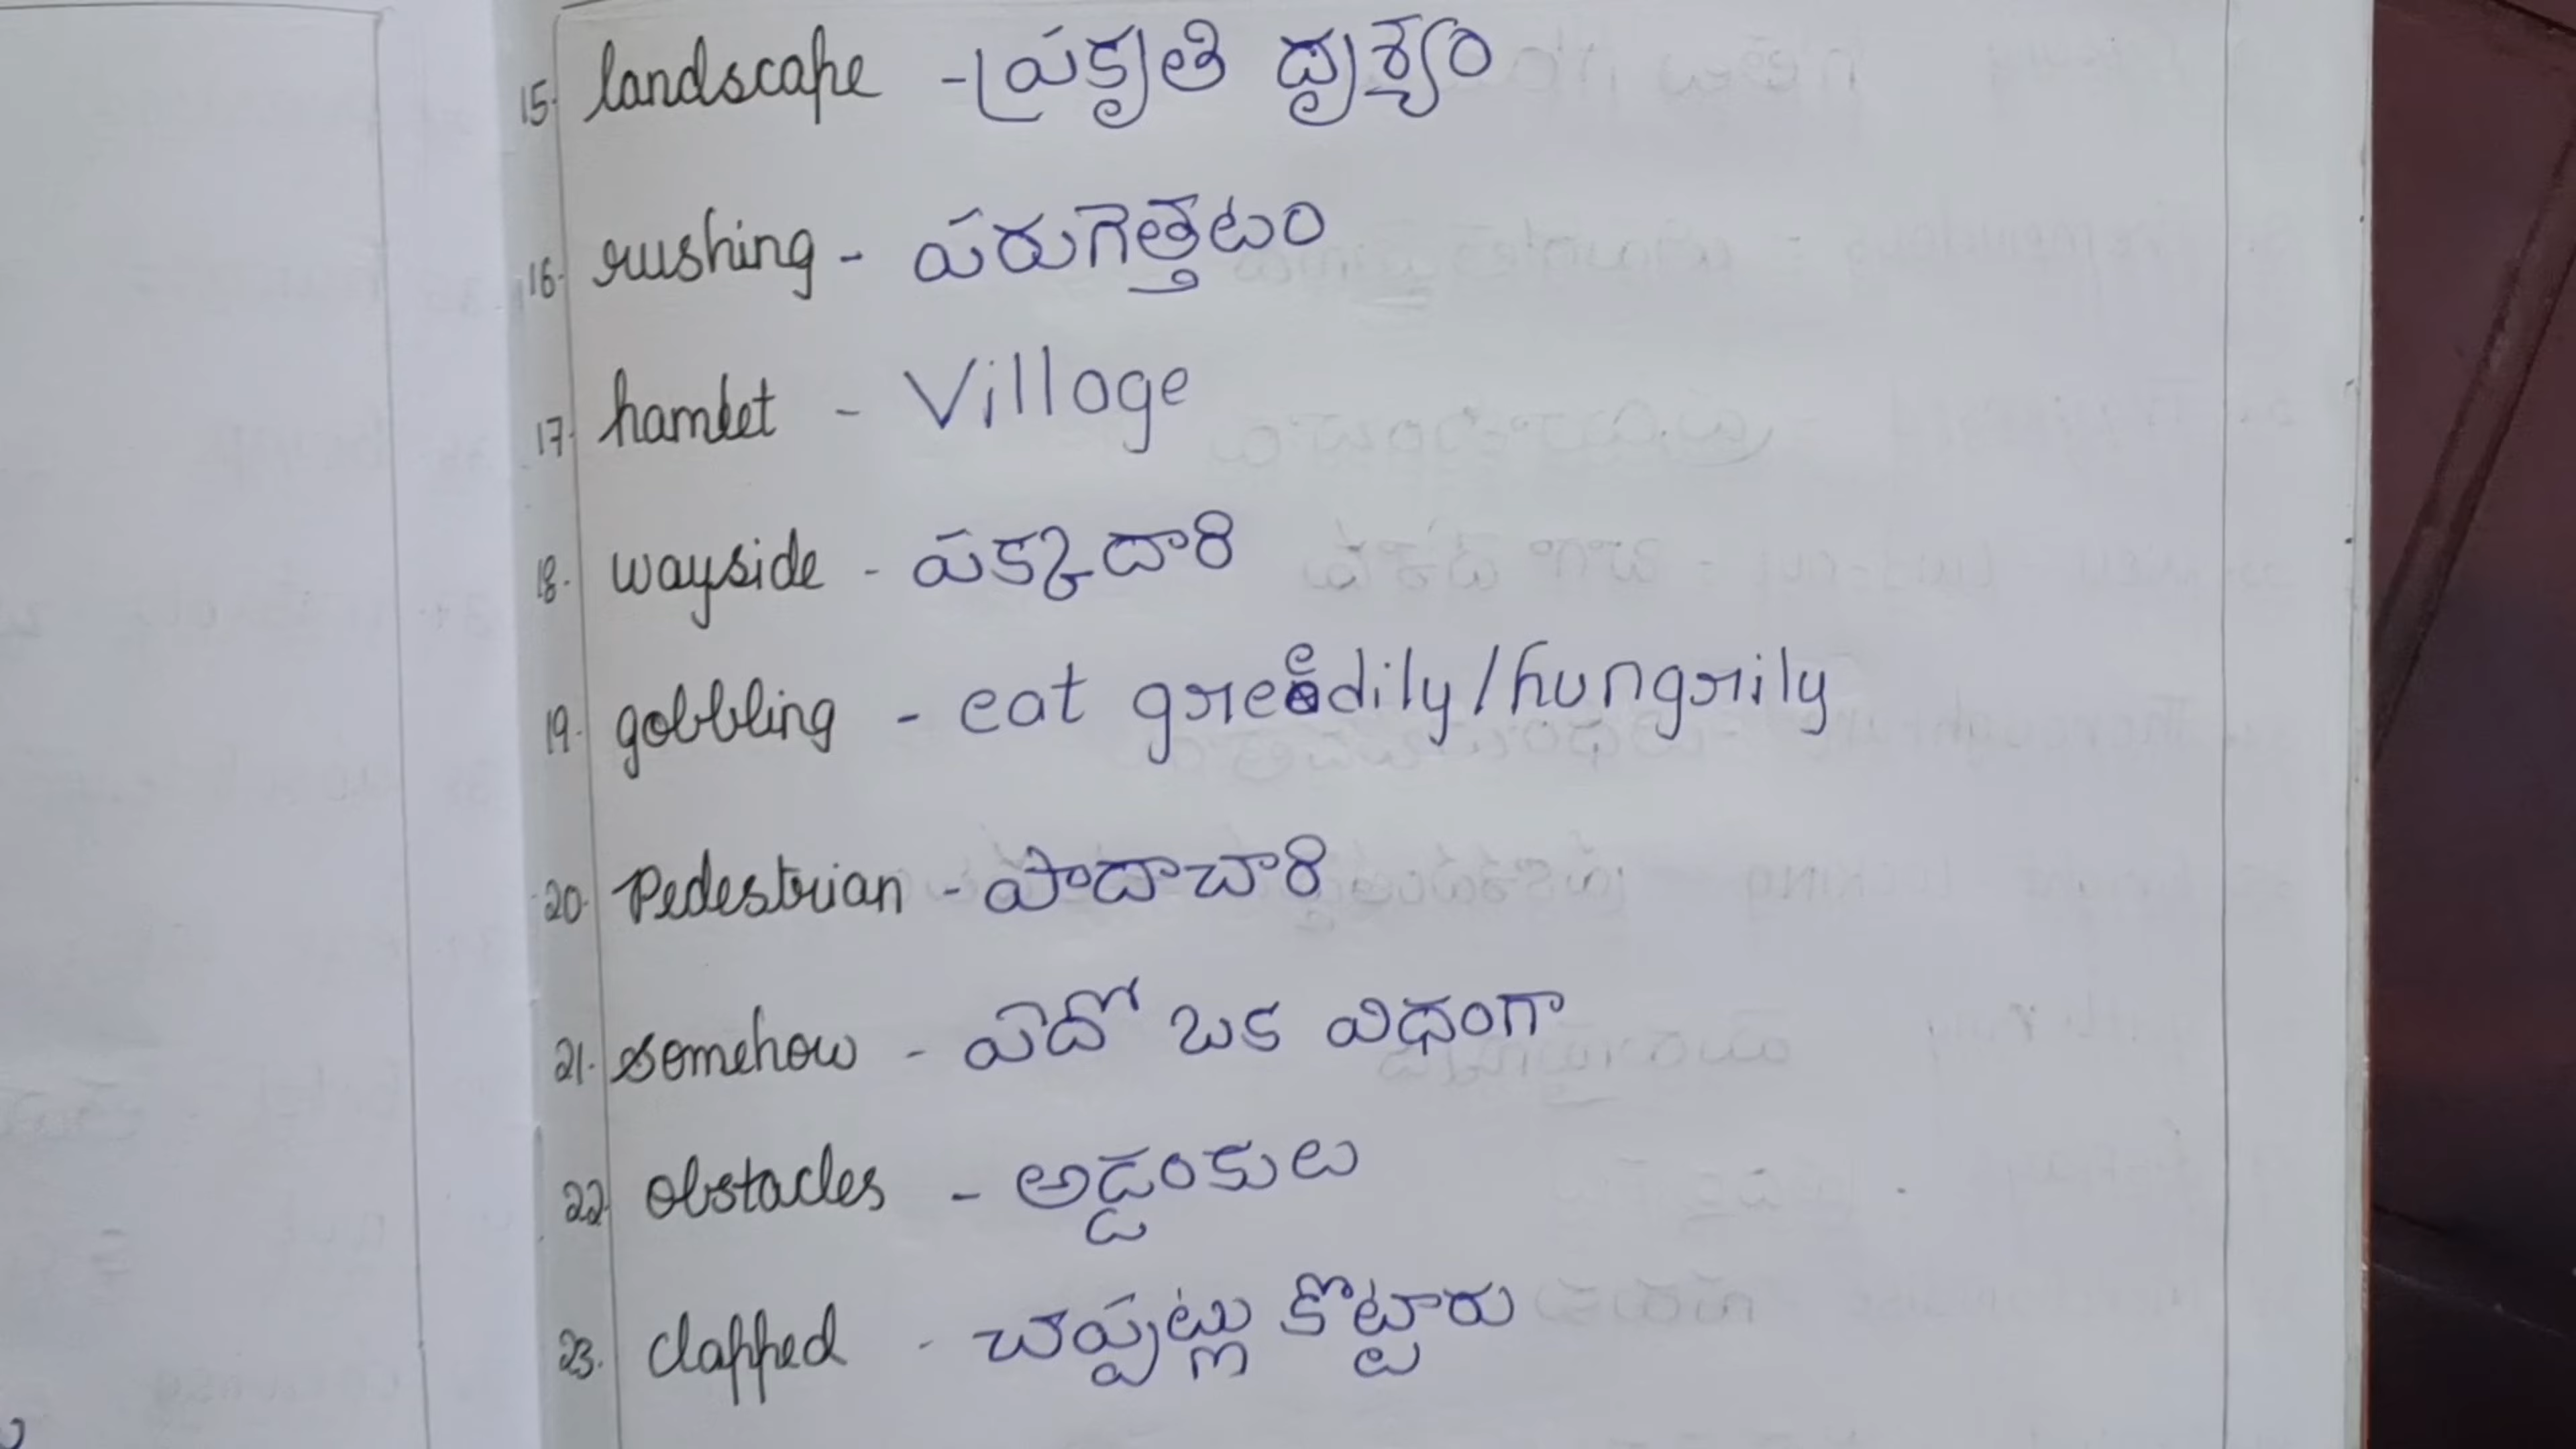 15. landscape - ప్రకృతి దృశ్యం
16. rushing - పరుగెత్తటం
17. hamlet - Village
18. wayside - పక్కదారి
19. gobbling - eat greedily/hungrily
20. Pedestrian - పాదాచారి
21. somehow - ఏదో ఒక విధంగా
22. obstacles - అడ్డంకులు
23. clapped - చప్పట్లు కొట్టారు